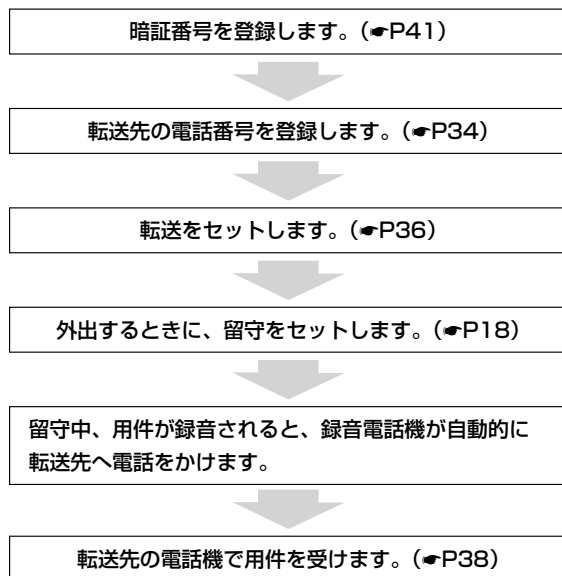 暗証番号を登録します。(☛P41)
転送先の電話番号を登録します。(☛P34)
転送をセットします。(☛P36)
外出するときに、留守をセットします。(☛P18)
留守中、用件が録音されると、録音電話機が自動的に
転送先へ電話をかけます。
転送先の電話機で用件を受けます。(☛P38)